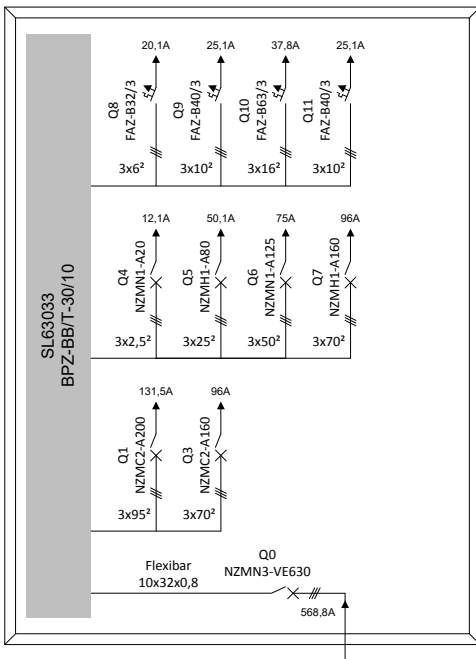 20,1A 25,1A 37,8A 25,1A
Q8
FAZ-B32/3
Q9
FAZ-B40/3
Q10
FAZ-B63/3
Q11
FAZ-B40/3
3x6² 3x10² 3x16² 3x10²
SL63033
BPZ-BB/T-30/10
12,1A 50,1A 75A 96A
Q4
NZMN1-A20
Q5
NZMH1-A80
Q6
NZMN1-A125
Q7
NZMH1-A160
3x2,5² 3x25² 3x50² 3x70²
131,5A 96A
Q1
NZMC2-A200
Q3
NZMC2-A160
3x95² 3x70²
Flexibar
10x32x0,8
Q0
NZMN3-VE630
568,8A